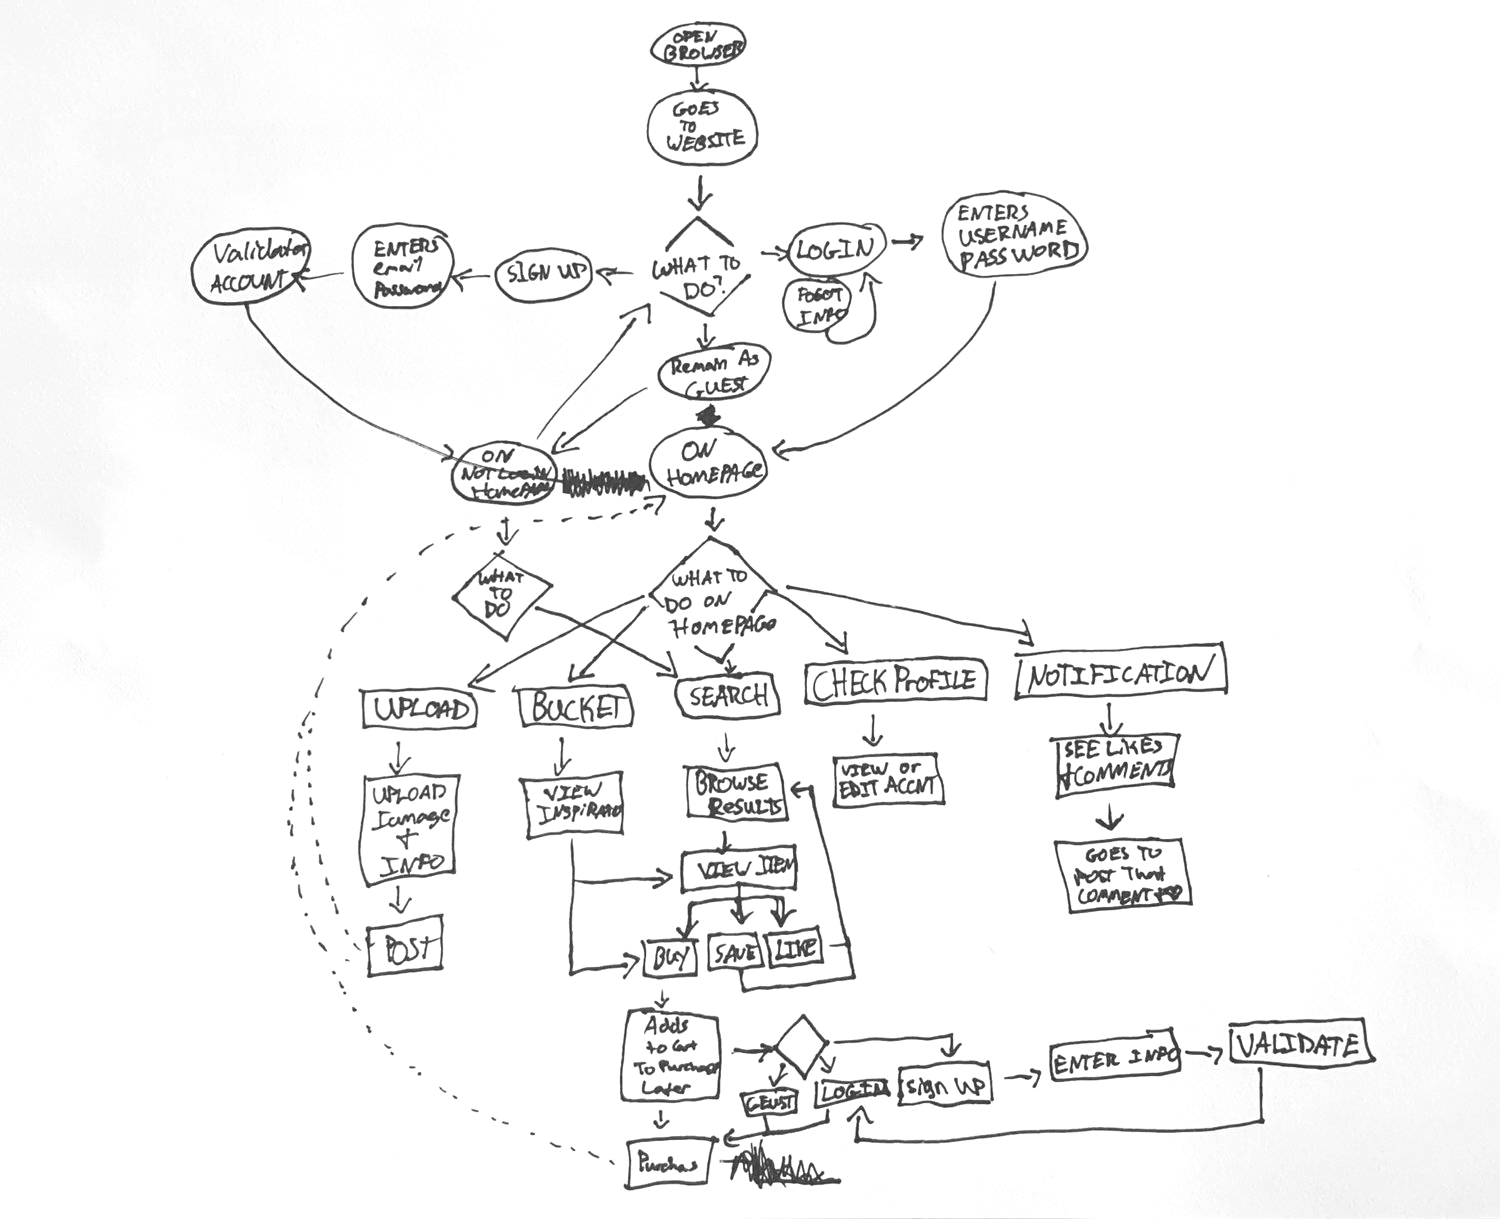 OPEN
BROWSER
GOES
TO
WEBSITE
Validator
ACCOUNT
ENTERS
email
Password
SIGN UP
WHAT TO
DO?
LOGIN
FOGOT
INFO
ENTERS
USERNAME
PASSWORD
Remain As
GUEST
ON
NOT LOGIN
HomePAGE
ON
HOMEPAGE
WHAT
TO
DO
WHAT TO
DO ON
HOMEPAGE
UPLOAD
BUCKET
SEARCH
CHECK PROFILE
NOTIFICATION
UPLOAD
Iamage
+
INFO
VIEW
INSPIRATO
BROWSE
RESULTS
VIEW or
EDIT ACCNT
SEE LIKES
+COMMENTS
VIEW ITEM
GOES TO
POST That
COMMENT +♡
POST
BUY
SAVE
LIKE
Adds
to Cart
To Purchase
Later
GEUST
LOGIN
Sign UP
ENTER INFO
VALIDATE
Purchas